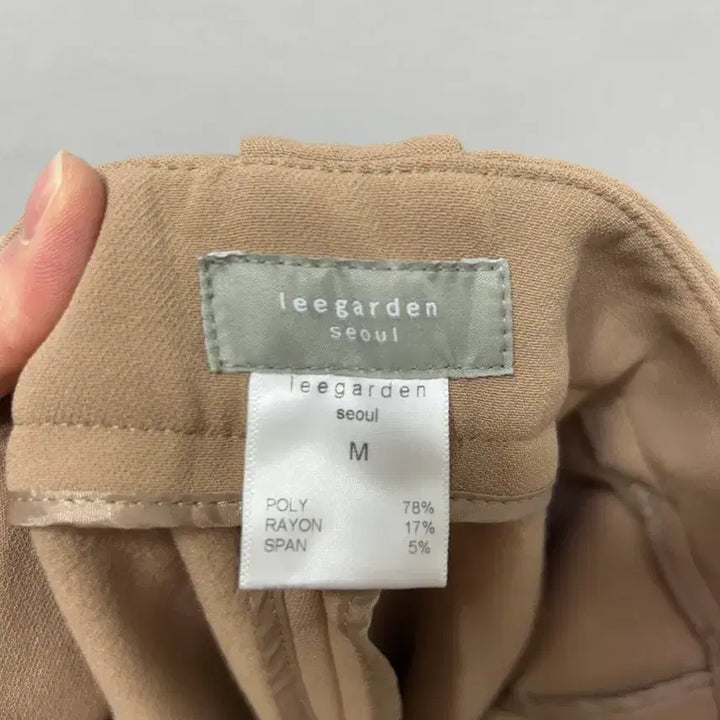 leegarden
seoul
leegarden
seoul
M
POLY 78%
RAYON 17%
SPAN 5%